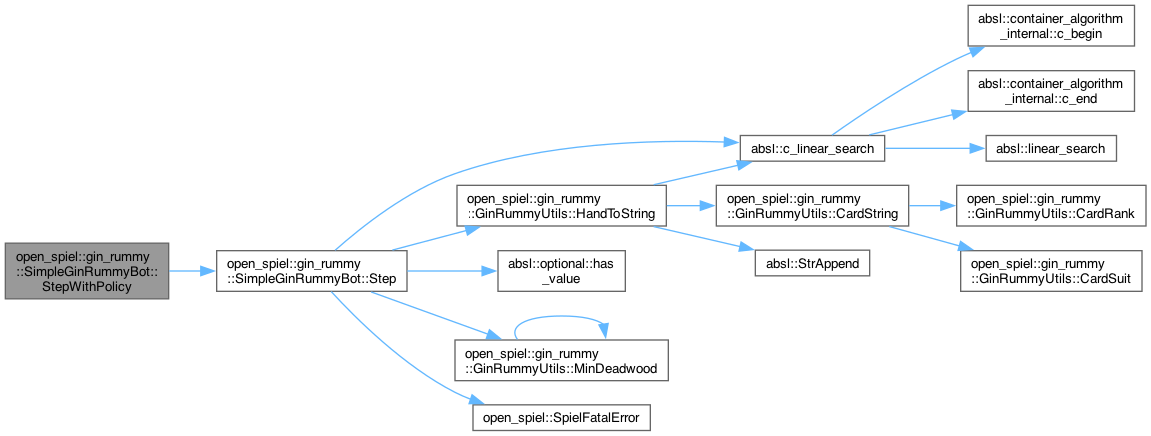 open_spiel::gin_rummy
::SimpleGinRummyBot::
StepWithPolicy
open_spiel::gin_rummy
::SimpleGinRummyBot::Step
absl::c_linear_search
absl::container_algorithm
_internal::c_begin
absl::container_algorithm
_internal::c_end
absl::linear_search
open_spiel::gin_rummy
::GinRummyUtils::HandToString
open_spiel::gin_rummy
::GinRummyUtils::CardString
open_spiel::gin_rummy
::GinRummyUtils::CardRank
open_spiel::gin_rummy
::GinRummyUtils::CardSuit
absl::StrAppend
absl::optional::has
_value
open_spiel::gin_rummy
::GinRummyUtils::MinDeadwood
open_spiel::SpielFatalError